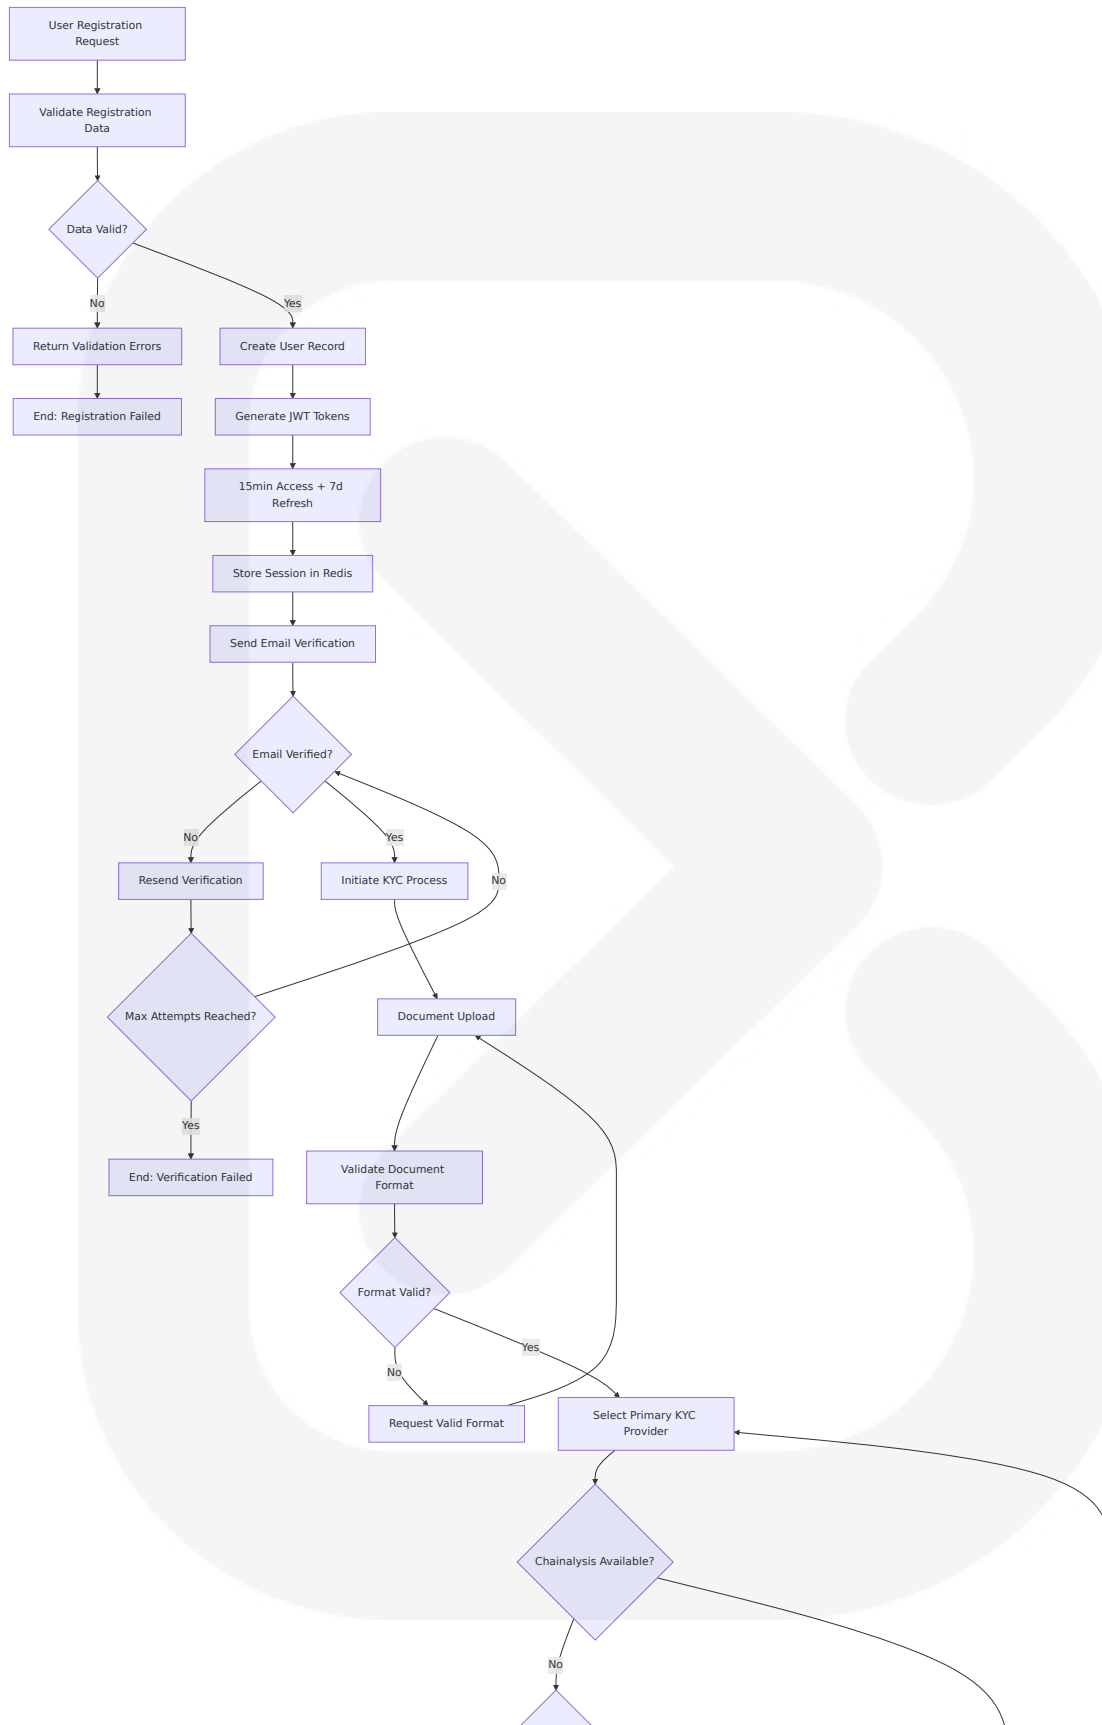 User Registration
Request
Validate Registration
Data
Data Valid?
No
Yes
Return Validation Errors
Create User Record
End: Registration Failed
Generate JWT Tokens
15min Access + 7d
Refresh
Store Session in Redis
Send Email Verification
Email Verified?
No
Yes
Resend Verification
Initiate KYC Process
No
Max Attempts Reached?
Document Upload
Yes
End: Verification Failed
Validate Document
Format
Format Valid?
Yes
No
Request Valid Format
Select Primary KYC
Provider
Chainalysis Available?
No